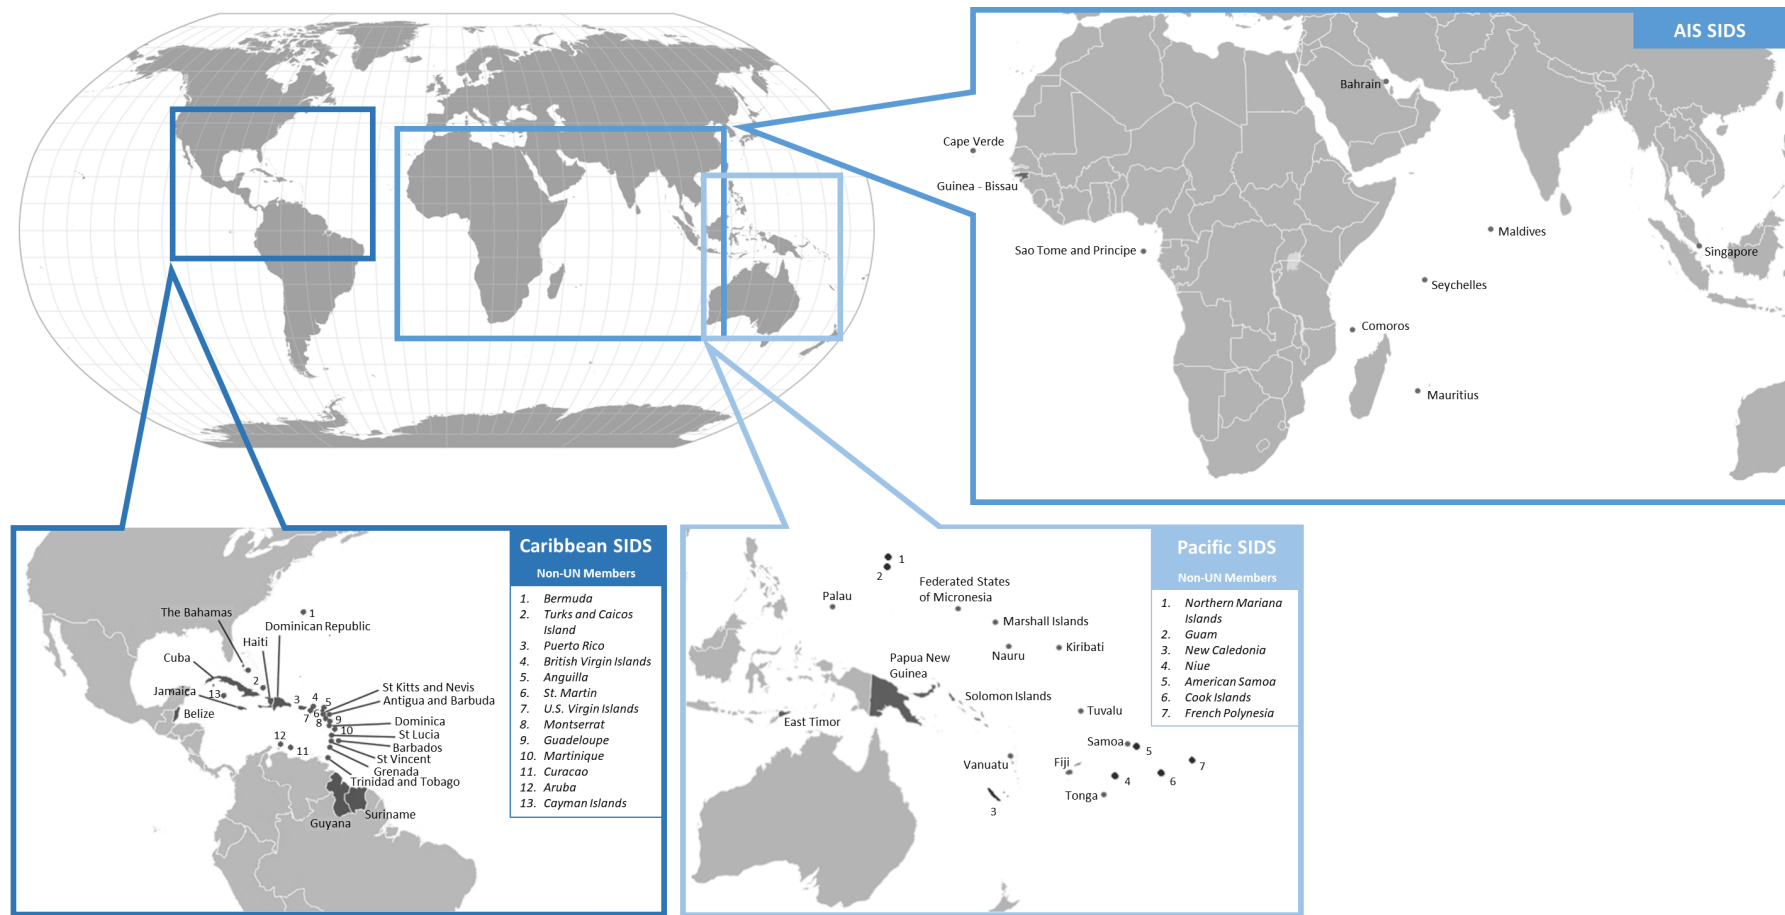 AIS SIDS
Bahrain
Cape Verde
Guinea - Bissau
Sao Tome and Principe
Maldives
Singapore
Seychelles
Comoros
Mauritius
Caribbean SIDS
Non-UN Members
1. Bermuda
2. Turks and Caicos
Island
3. Puerto Rico
4. British Virgin Islands
5. Anguilla
6. St. Martin
7. U.S. Virgin Islands
8. Montserrat
9. Guadeloupe
10. Martinique
11. Curacao
12. Aruba
13. Cayman Islands
1
The Bahamas
Dominican Republic
Haiti
Cuba
2
Jamaica
13
3
4
5
6
7
8
9
10
St Kitts and Nevis
Antigua and Barbuda
Belize
Dominica
St Lucia
Barbados
St Vincent
Grenada
Trinidad and Tobago
12
11
Suriname
Guyana
Pacific SIDS
Non-UN Members
1. Northern Mariana
Islands
2. Guam
3. New Caledonia
4. Niue
5. American Samoa
6. Cook Islands
7. French Polynesia
1
2
Federated States
of Micronesia
Palau
Marshall Islands
Nauru
Kiribati
Papua New
Guinea
Solomon Islands
East Timor
Tuvalu
Samoa
5
Vanuatu
Fiji
4
6
7
Tonga
3